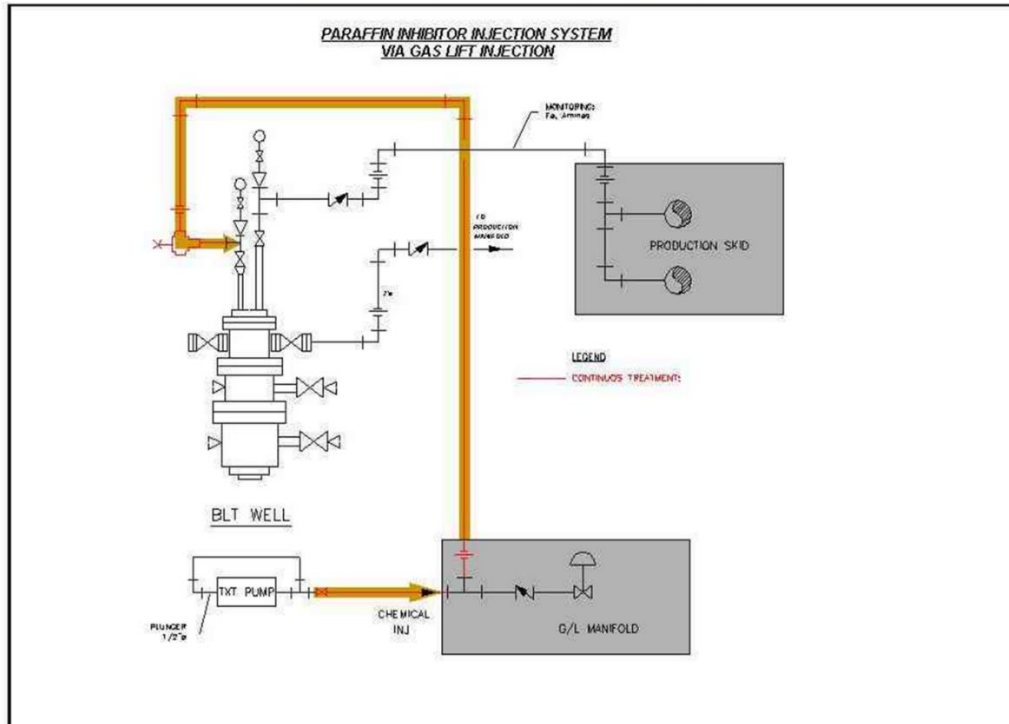 PARAFFIN INHIBITOR INJECTION SYSTEM
VIA GAS LIFT INJECTION
MONITORING:
Fe, Amines
TO
PRODUCTION
MANIFOLD
PRODUCTION SKID
LEGEND
CONTINUOS TREATMENT:
BLT WELL
TXT PUMP
PLUNGER
1/2"ø
CHEMICAL
INJ
G/L MANIFOLD